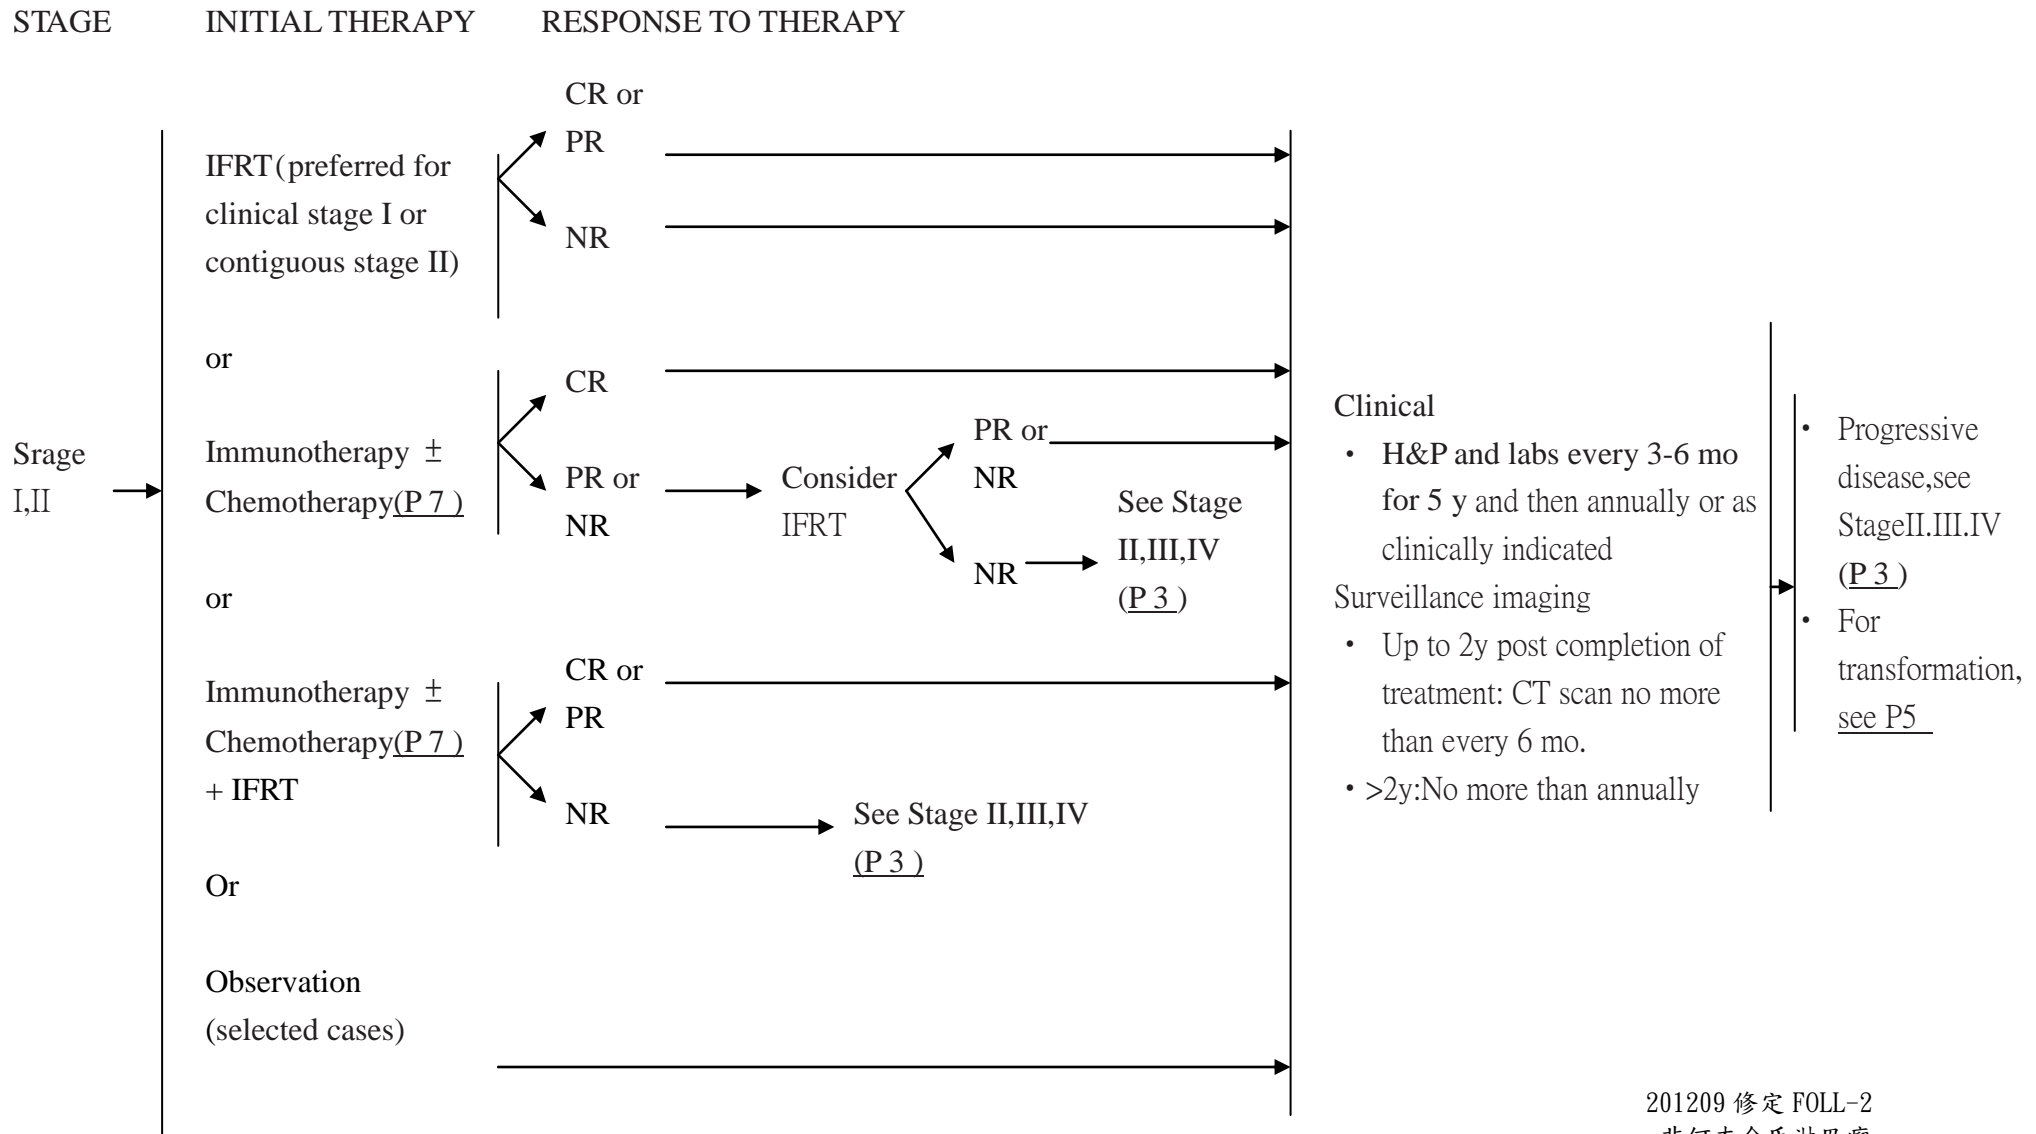 STAGE INITIAL THERAPY RESPONSE TO THERAPY
CR or
PR
IFRT(preferred for
clinical stage I or
contiguous stage II)
NR
or
CR
Immunotherapy ±
Chemotherapy(P 7 )
PR or
NR
Consider
IFRT
PR or
NR
NR
See Stage
II,III,IV
(P 3 )
Srage
I,II
or
Immunotherapy ±
Chemotherapy(P 7 )
+ IFRT
CR or
PR
NR
See Stage II,III,IV
(P 3 )
Or
Observation
(selected cases)
Clinical
• H&P and labs every 3-6 mo
for 5 y and then annually or as
clinically indicated
Surveillance imaging
• Up to 2y post completion of
treatment: CT scan no more
than every 6 mo.
• >2y:No more than annually
• Progressive
disease,see
StageII.III.IV
(P 3 )
• For
transformation,
see P5
201209 修定 FOLL-2